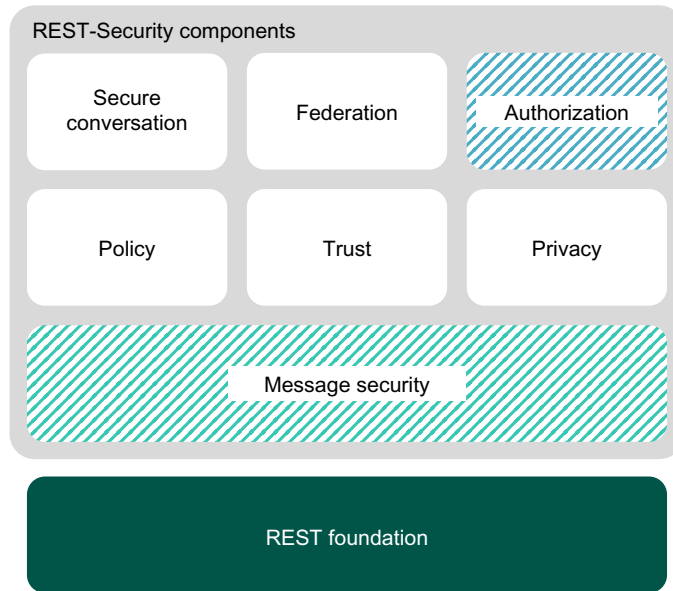 REST-Security components
Secure
conversation
Federation
Authorization
Policy
Trust
Privacy
Message security
REST foundation